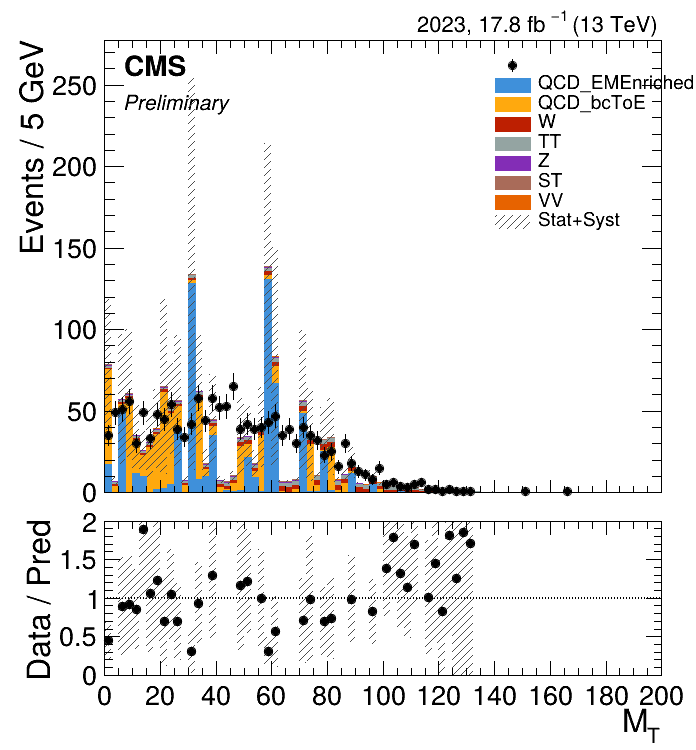 2023, 17.8 fb⁻¹ (13 TeV)
CMS
Preliminary
QCD_EMEnriched
QCD_bcToE
W
TT
Z
ST
VV
Stat+Syst
Events / 5 GeV
250
200
150
100
50
0
Data / Pred
2
1.5
1
0.5
0
0 20 40 60 80 100 120 140 160 180 200
M_T